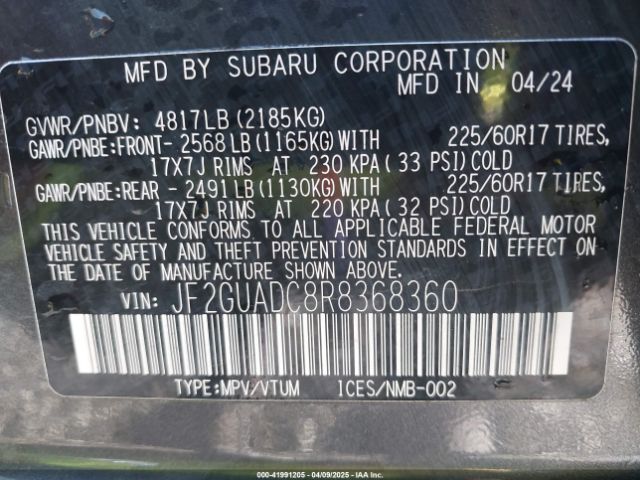 MFD BY SUBARU CORPORATION
MFD IN 04/24
GVWR/PNBV: 4817LB (2185KG)
GAWR/PNBE:FRONT- 2568 LB (1165KG) WITH 225/60R17 TIRES,
17X7J RIMS AT 230 KPA ( 33 PSI) COLD
GAWR/PNBE:REAR - 2491 LB (1130KG) WITH 225/60R17 TIRES,
17X7J RIMS AT 220 KPA ( 32 PSI) COLD
THIS VEHICLE CONFORMS TO ALL APPLICABLE FEDERAL MOTOR
VEHICLE SAFETY AND THEFT PREVENTION STANDARDS IN EFFECT ON
THE DATE OF MANUFACTURE SHOWN ABOVE.
VIN: JF2GUADC8R8368360
TYPE:MPV/VTUM ICES/NMB-002
000-41991205 - 04/09/2025 - IAA Inc.